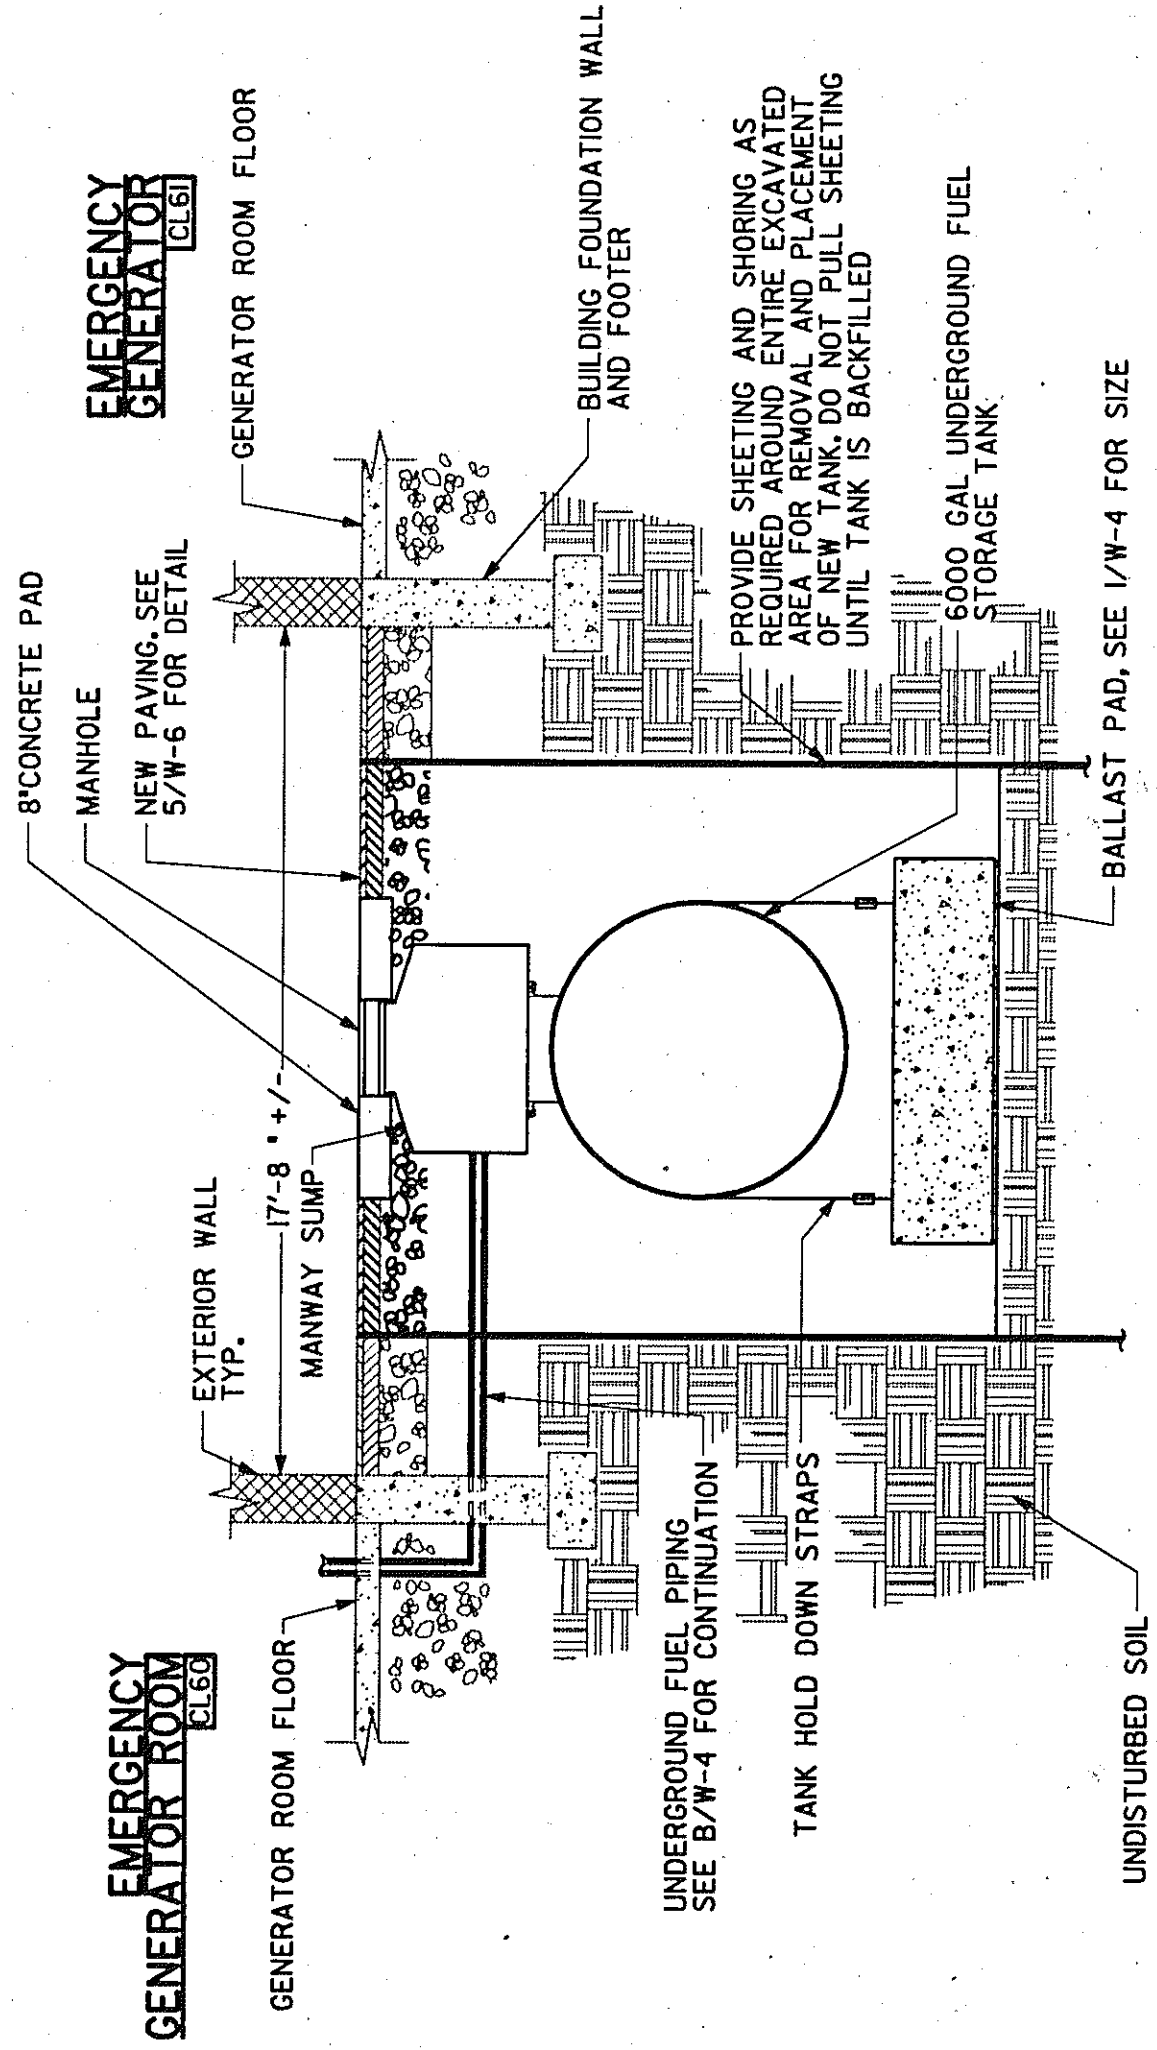 EMERGENCY
GENERATOR ROOM
CL60
EMERGENCY
GENERATOR
CL61
8"CONCRETE PAD
MANHOLE
NEW PAVING. SEE
5/W-6 FOR DETAIL
EXTERIOR WALL
TYP.
17'-8 " +/-
MANWAY SUMP
GENERATOR ROOM FLOOR
GENERATOR ROOM FLOOR
BUILDING FOUNDATION WALL
AND FOOTER
PROVIDE SHEETING AND SHORING AS
REQUIRED AROUND ENTIRE EXCAVATED
AREA FOR REMOVAL AND PLACEMENT
OF NEW TANK. DO NOT PULL SHEETING
UNTIL TANK IS BACKFILLED
UNDERGROUND FUEL PIPING
SEE B/W-4 FOR CONTINUATION
TANK HOLD DOWN STRAPS
6000 GAL UNDERGROUND FUEL
STORAGE TANK
BALLAST PAD, SEE 1/W-4 FOR SIZE
UNDISTURBED SOIL